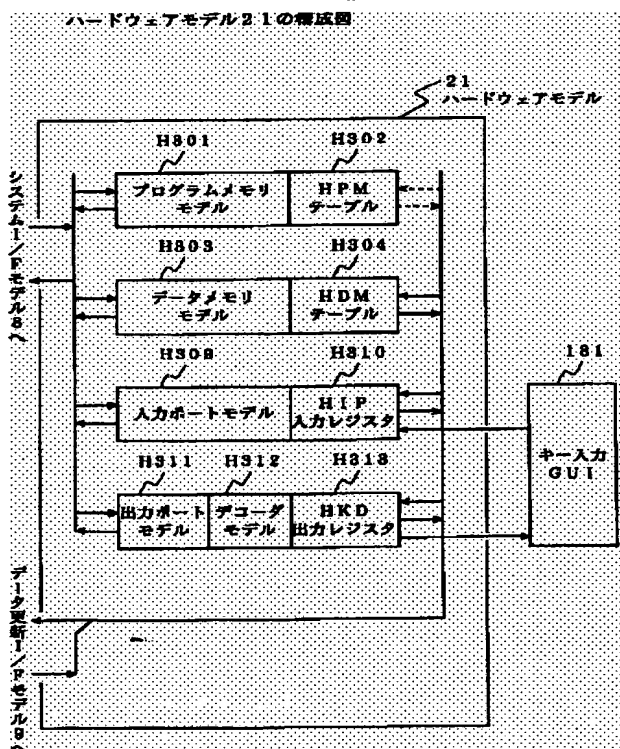 ハードウェアモデル21の構成図
21
ハードウェアモデル
H301
H302
プログラムメモリ
モデル
HPM
テーブル
システムI/Fモデル8へ
H303
H304
データメモリ
モデル
HDM
テーブル
H309
H310
181
入力ポートモデル
HIP
入力レジスタ
キー入力
GUI
H311
H312
H313
出力ポート
モデル
デコーダ
モデル
HKD
出力レジスタ
データ更新I/Fモデル9へ